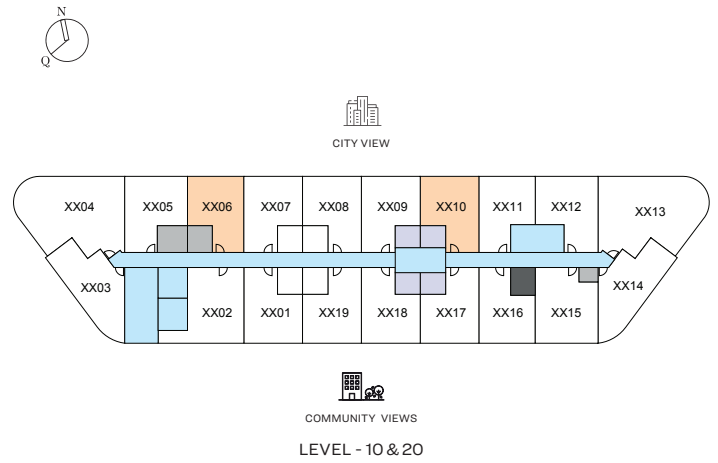 N
Q
CITY VIEW
XX04 XX05 XX06 XX07 XX08 XX09 XX10 XX11 XX12 XX13
XX03 XX02 XX01 XX19 XX18 XX17 XX16 XX15 XX14
COMMUNITY VIEWS
LEVEL - 10 & 20